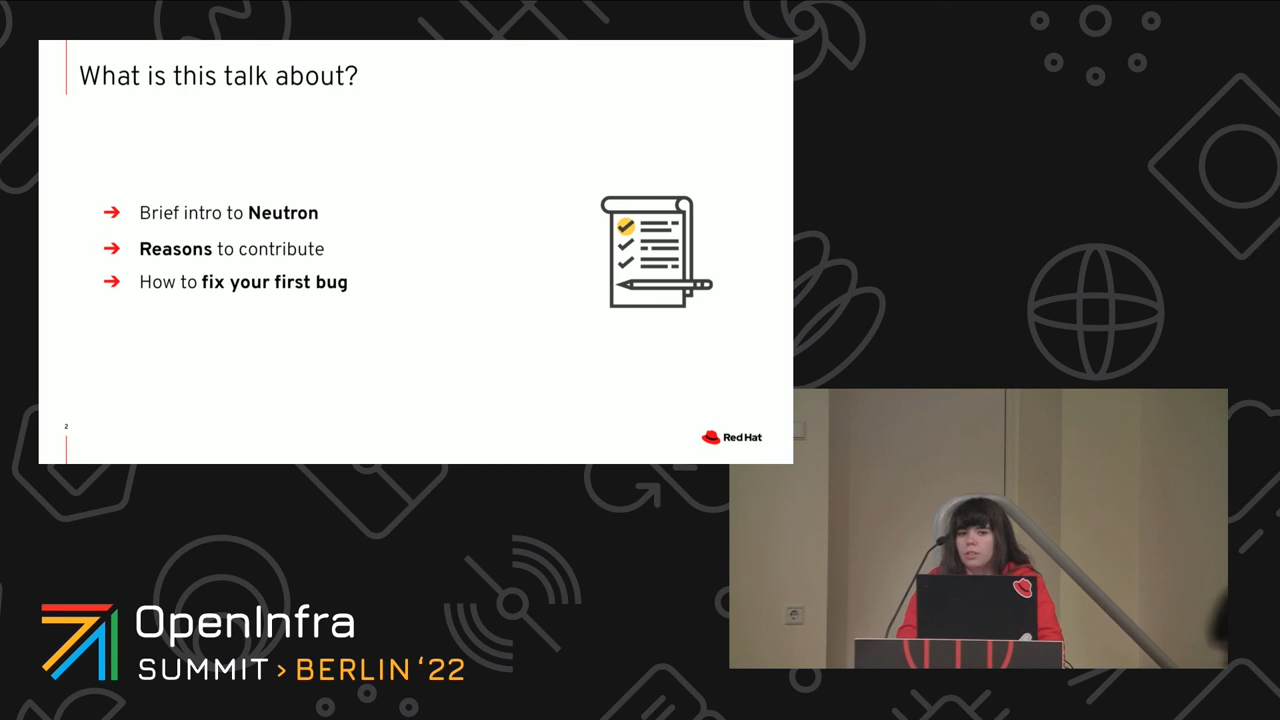 What is this talk about?
➔ Brief intro to Neutron
➔ Reasons to contribute
➔ How to fix your first bug
2
Red Hat
OpenInfra
SUMMIT > BERLIN ‘22